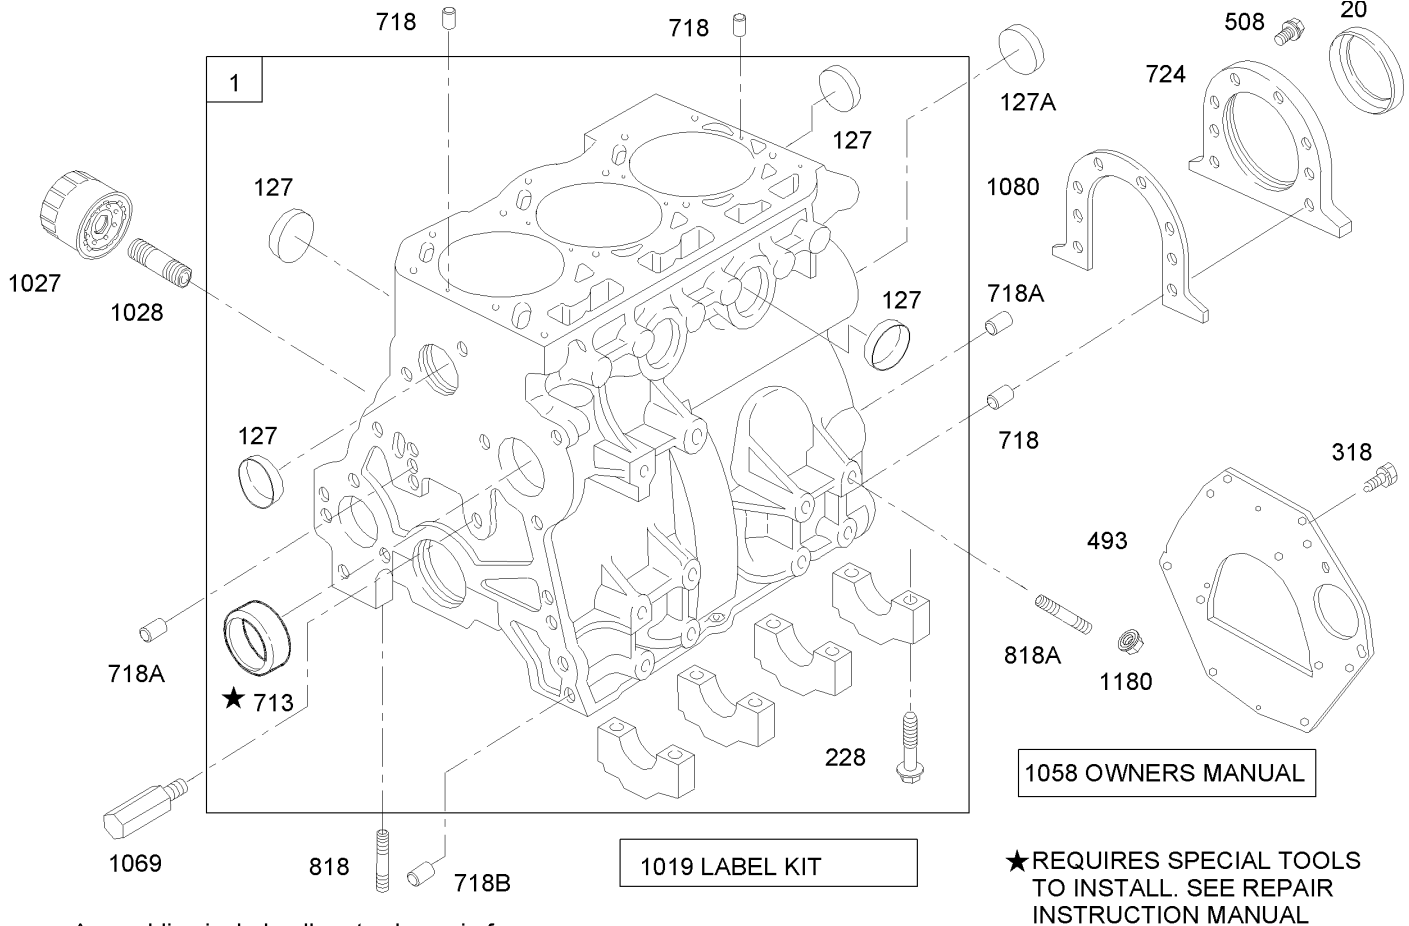 718
718
508
20
1
127A
724
127
127
1080
1027
1028
718A
127
127
718
318
493
718A
★ 713
818A
1180
228
1058 OWNERS MANUAL
1069
818
718B
1019 LABEL KIT
★ REQUIRES SPECIAL TOOLS
TO INSTALL. SEE REPAIR
INSTRUCTION MANUAL